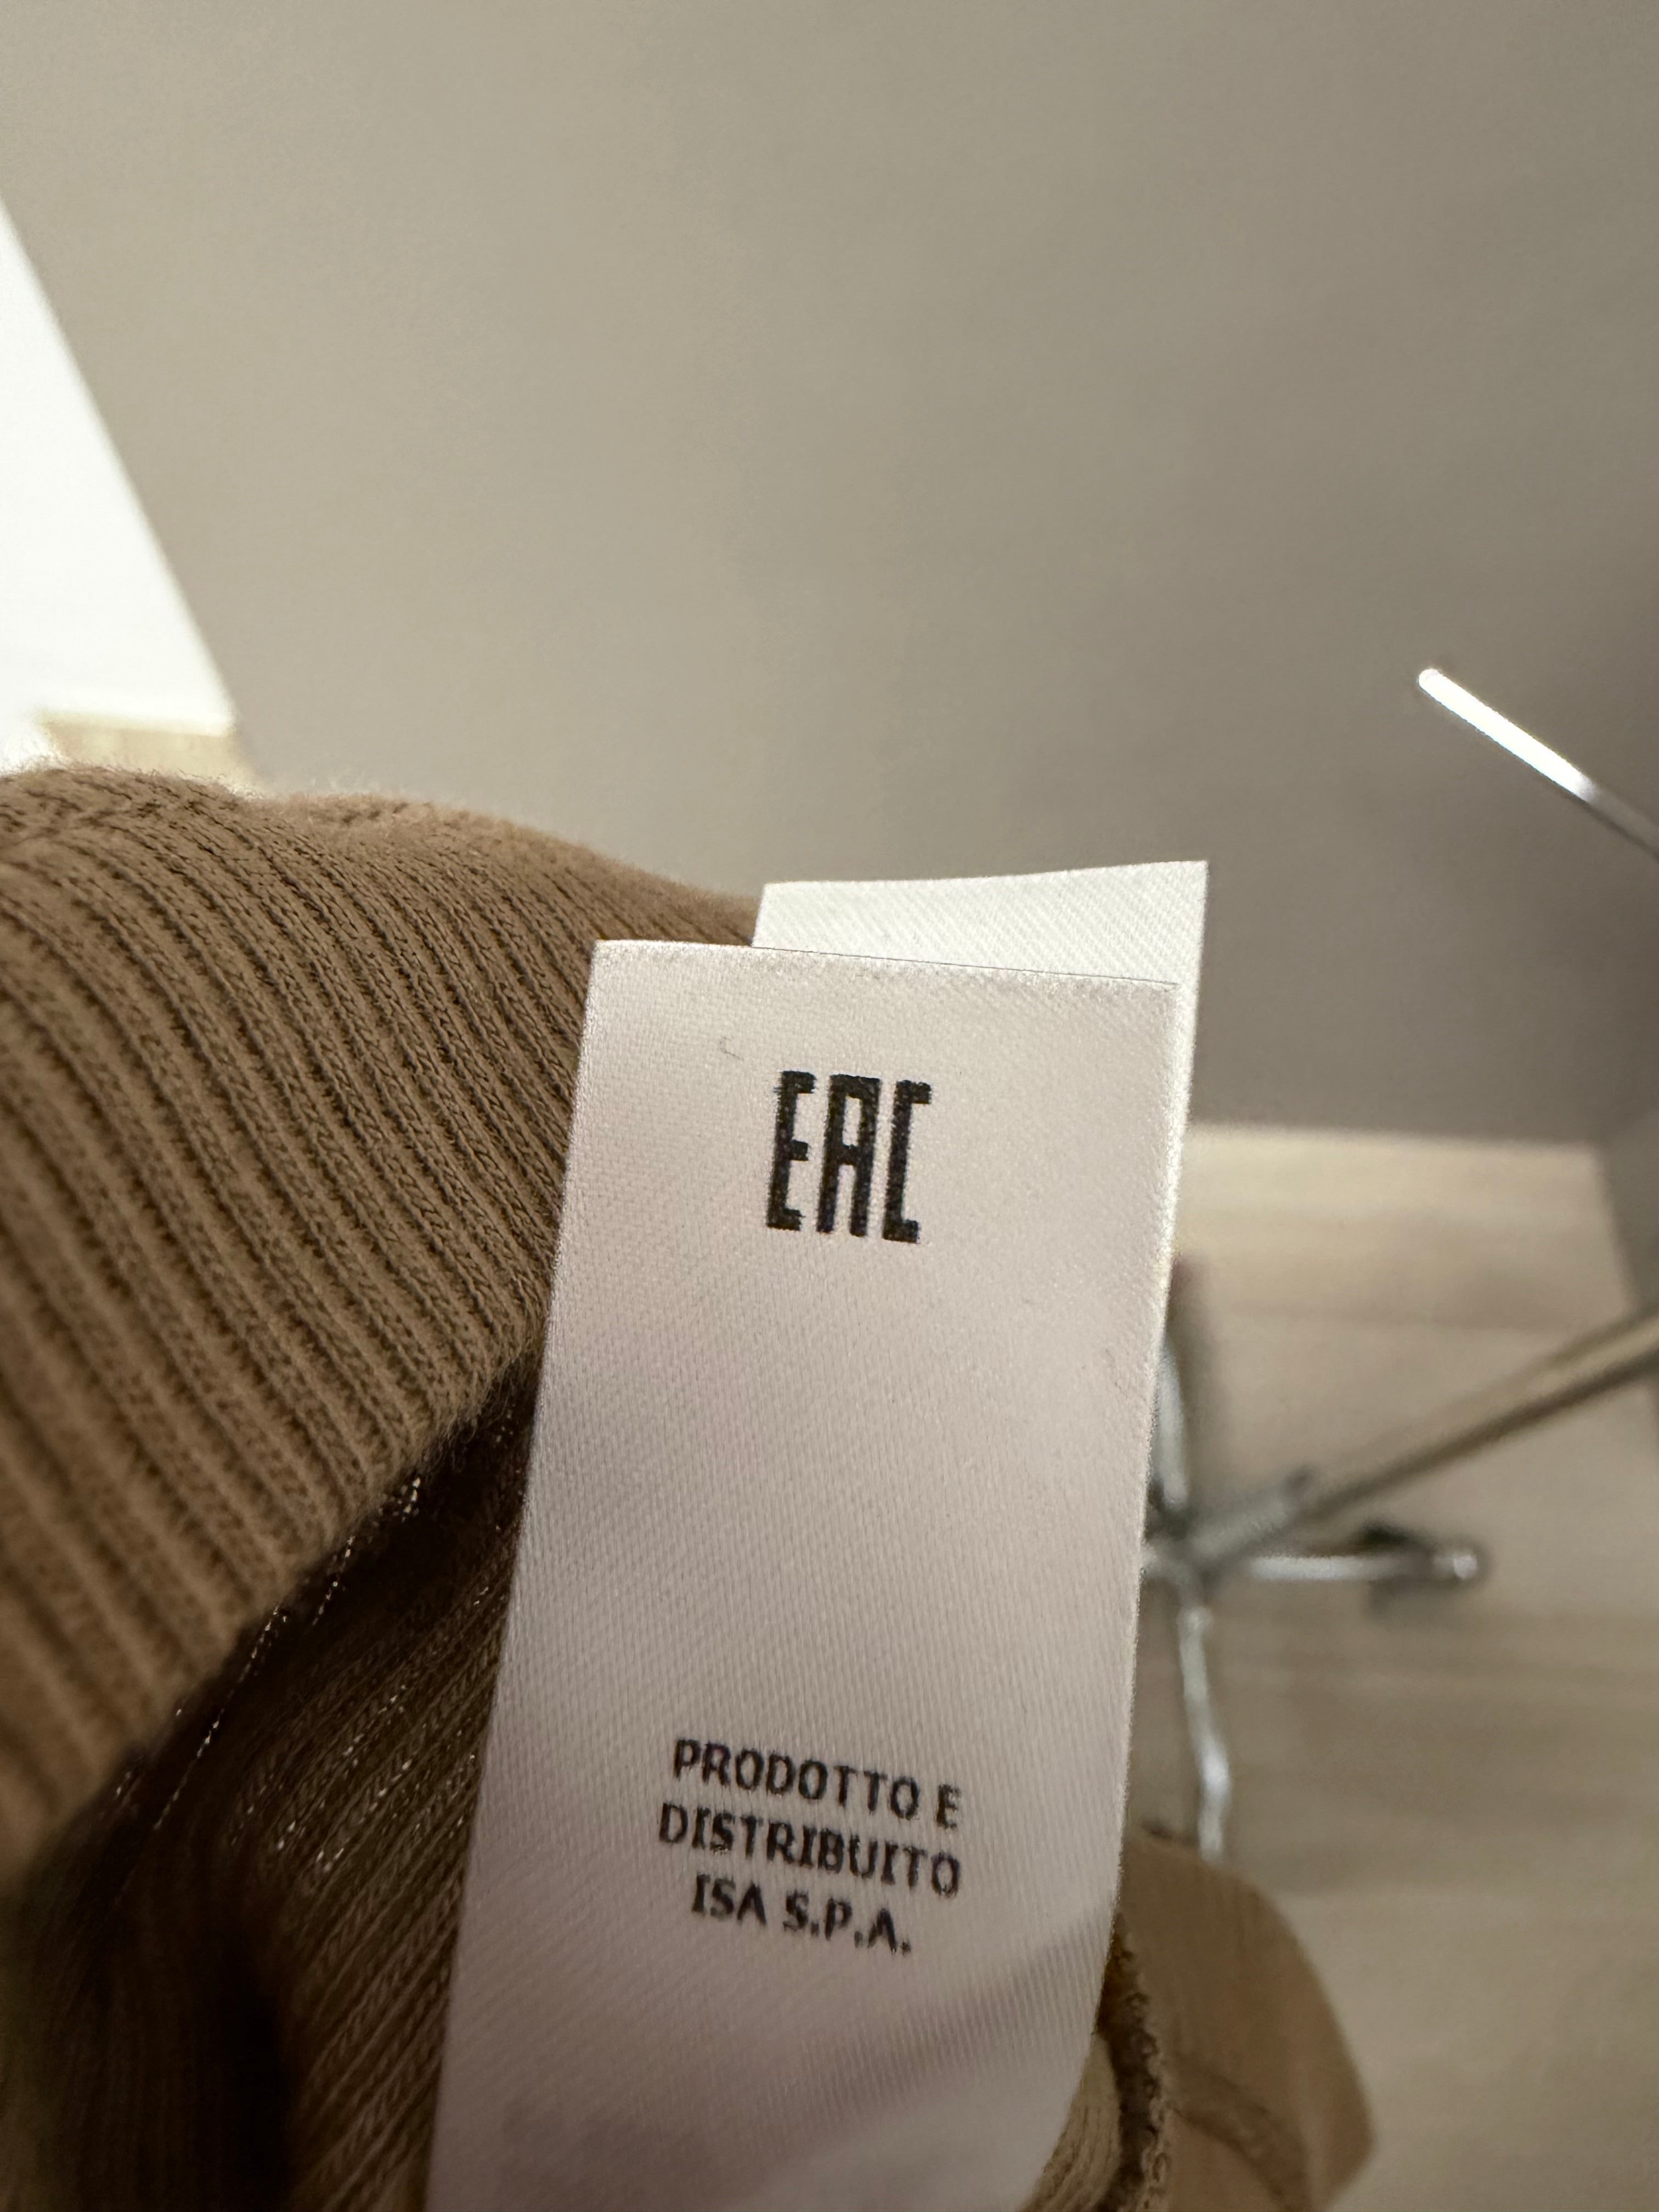 EAC
PRODOTTO E
DISTRIBUITO
ISA S.P.A.